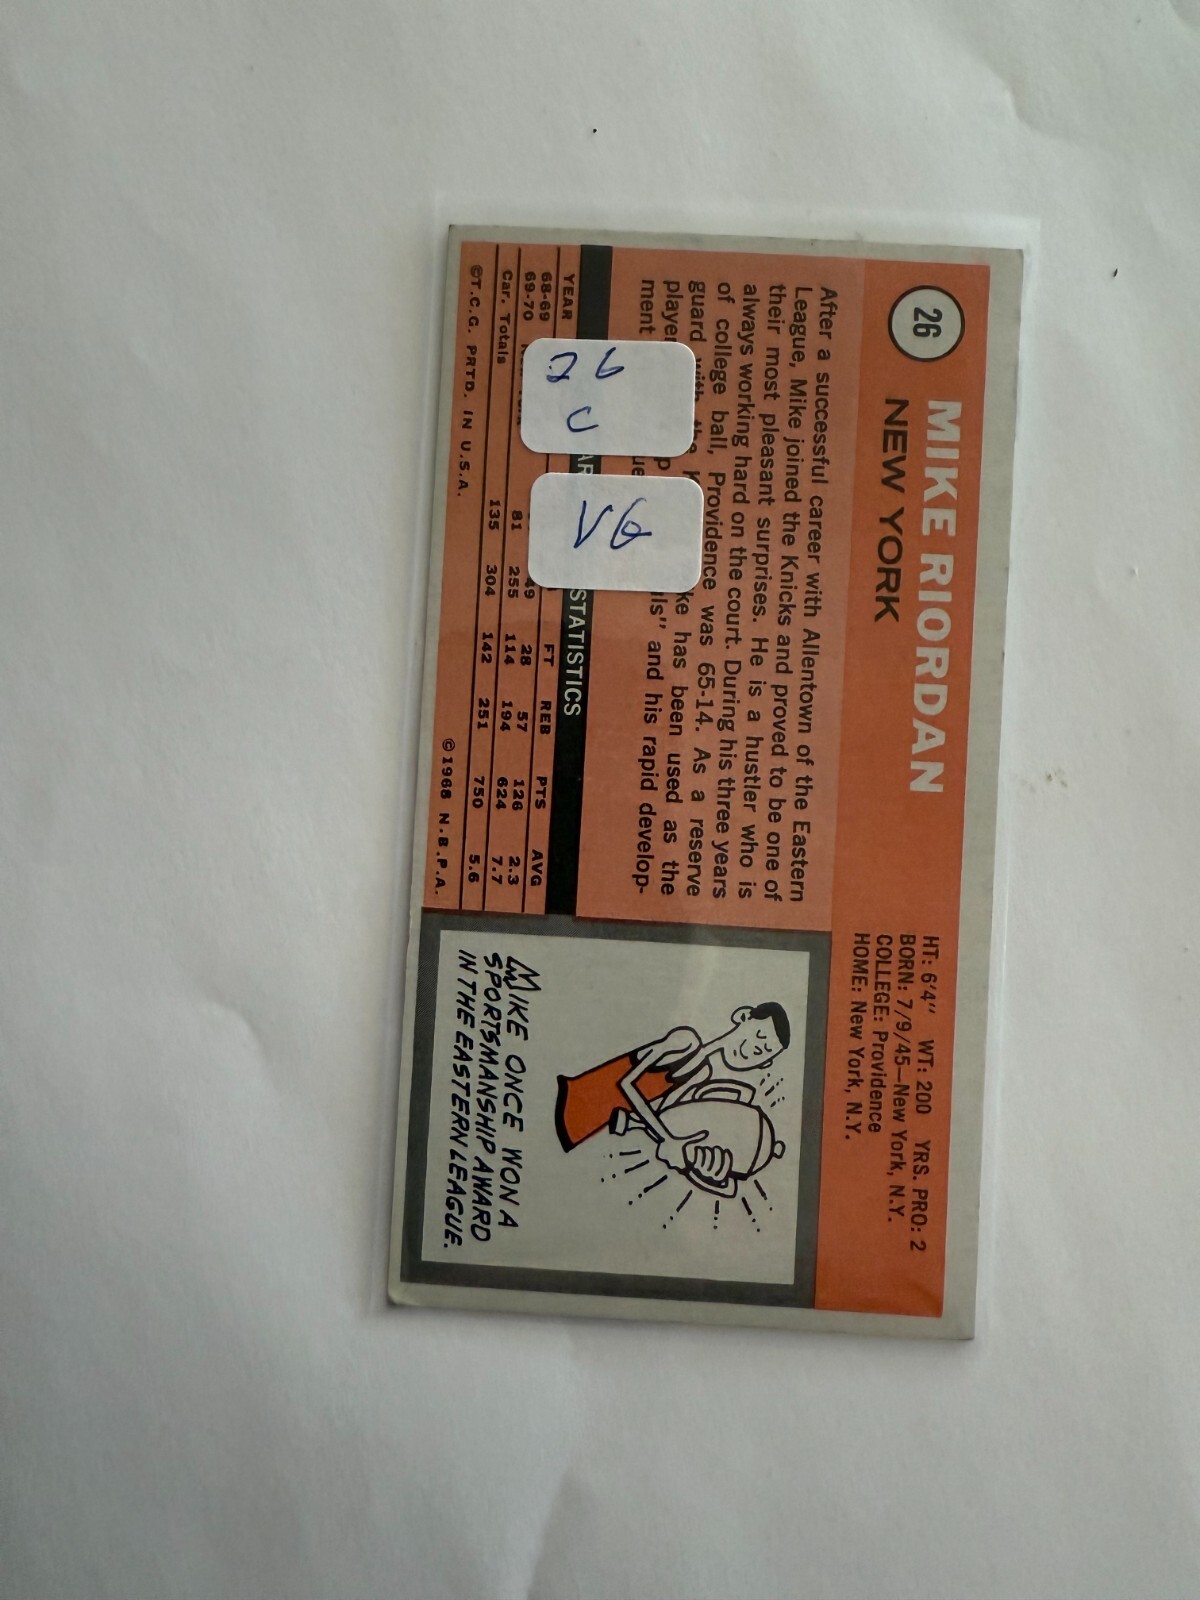 26
MIKE RIORDAN
NEW YORK
HT: 6'4" WT: 200 YRS. PRO: 2
BORN: 7/9/45—New York, N.Y.
COLLEGE: Providence
HOME: New York, N.Y.
After a successful career with Allentown of the Eastern
League, Mike joined the Knicks and proved to be one of
their most pleasant surprises. He is a hustler who is
always working hard on the court. During his three years
of college ball, Providence was 65-14. As a reserve
guard with the has been used as the
and his rapid develop-
ment
STATISTICS
YEAR FT REB PTS AVG
68-69 28 57 126 2.3
69-70 81 255 114 194 624 7.7
Car. Totals 135 304 142 251 750 5.6
©T.C.G. PRTD. IN U.S.A. ©1968 N.B.P.A.
26
C
VG
MIKE ONCE WON A
SPORTSMANSHIP AWARD
IN THE EASTERN LEAGUE.